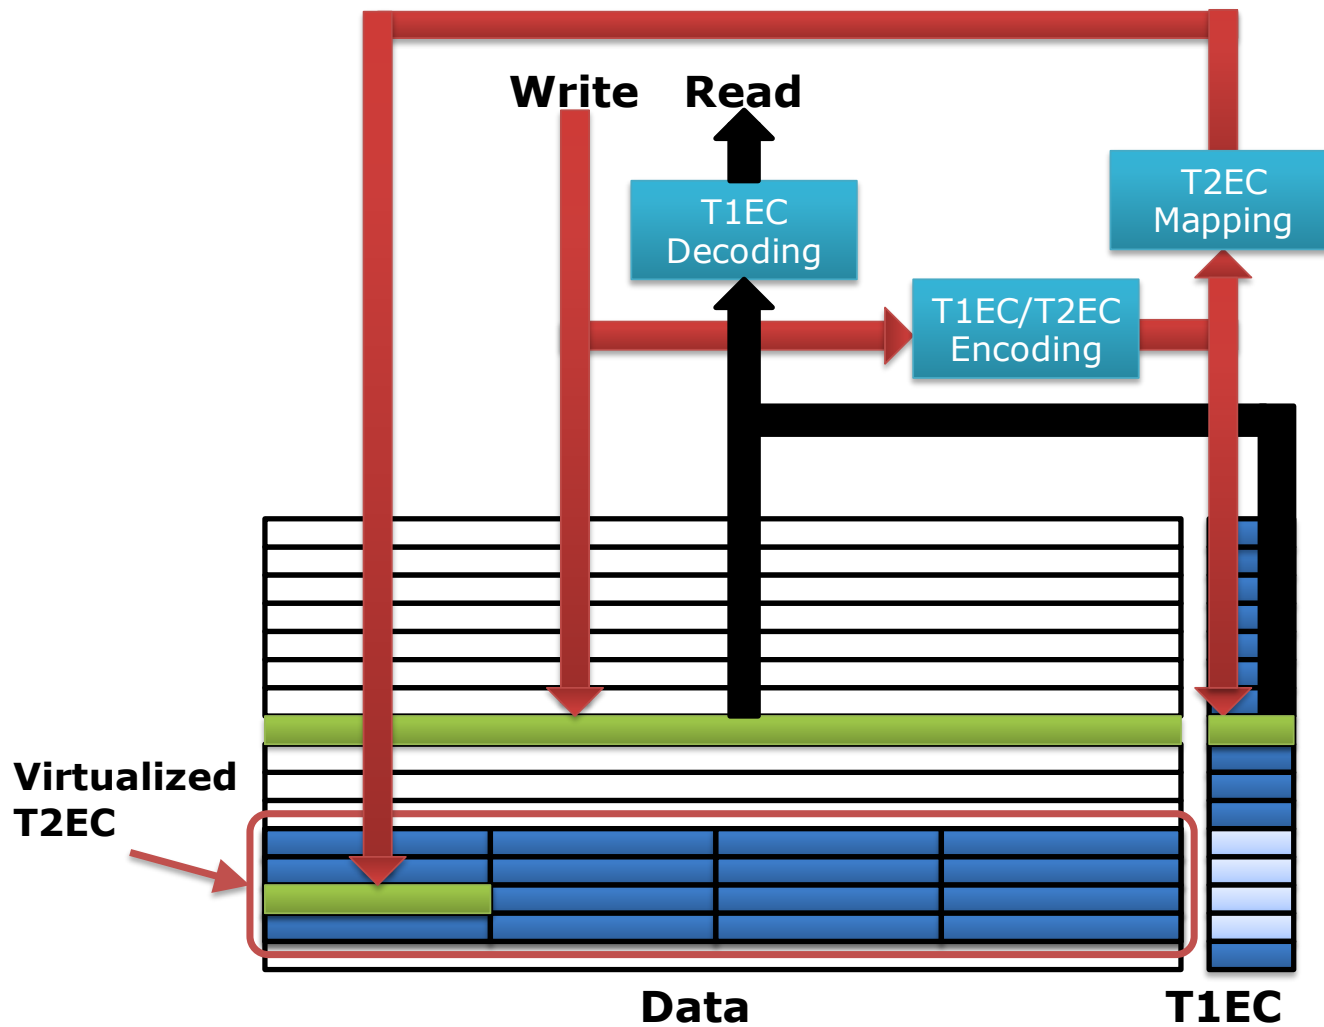 Write Read
T1EC
Decoding
T2EC
Mapping
T1EC/T2EC
Encoding
Virtualized
T2EC
Data
T1EC